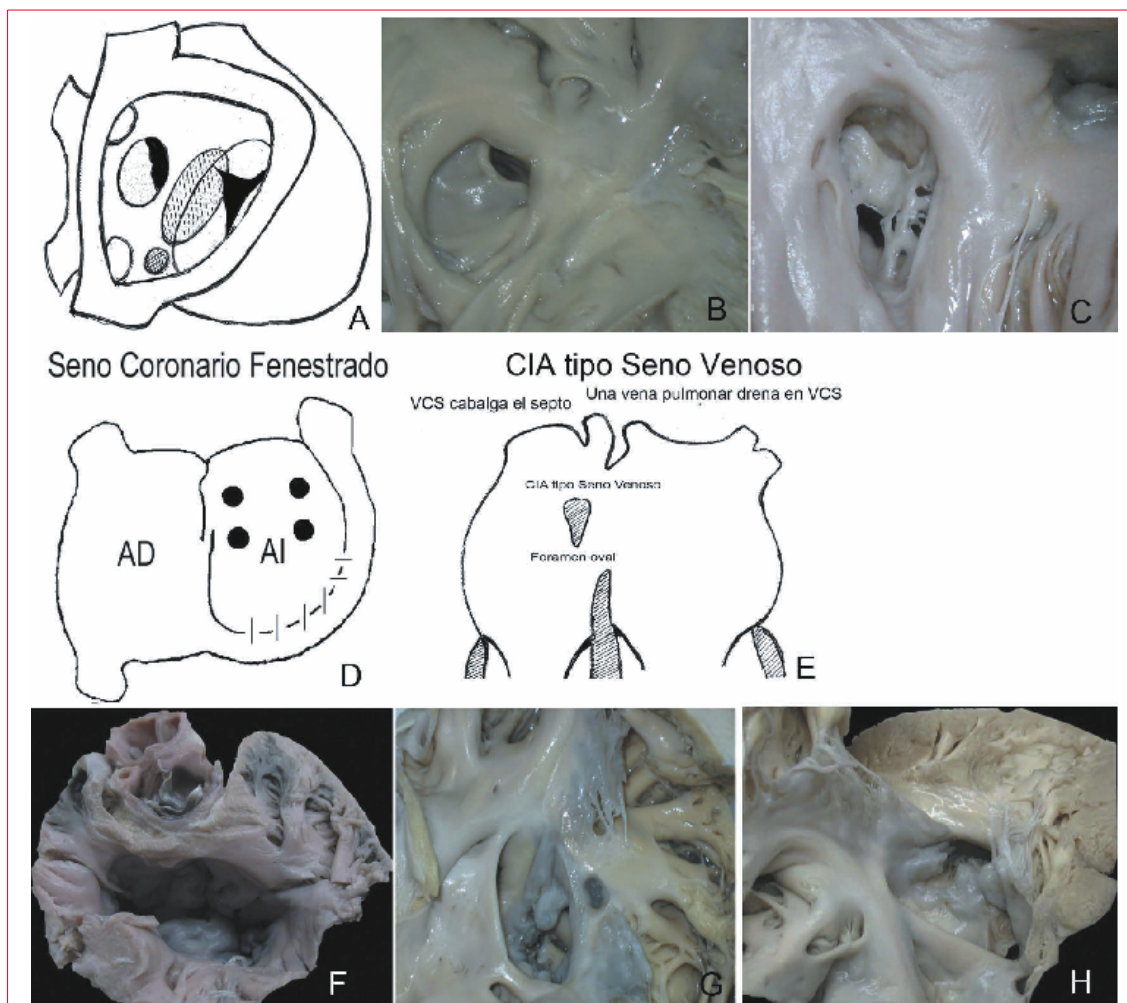 A
B
C
Seno Coronario Fenestrado
CIA tipo Seno Venoso
VCS cabalga el septo
Una vena pulmonar drena en VCS
CIA tipo Seno Venoso
Foramen oval
AD
AI
D
E
F
G
H